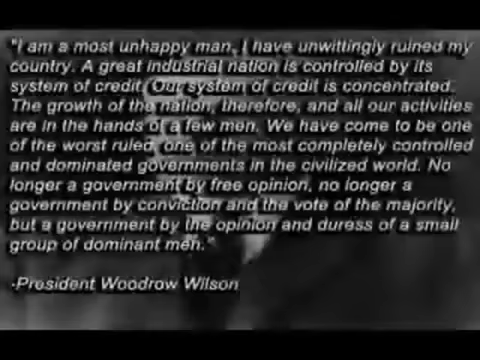 "I am a most unhappy man. I have unwittingly ruined my
country. A great industrial nation is controlled by its
system of credit. Our system of credit is concentrated.
The growth of the nation, therefore, and all our activities
are in the hands of a few men. We have come to be one
of the worst ruled, one of the most completely controlled
and dominated governments in the civilized world. No
longer a government by free opinion, no longer a
government by conviction and the vote of the majority,
but a government by the opinion and duress of a small
group of dominant men."
-President Woodrow Wilson